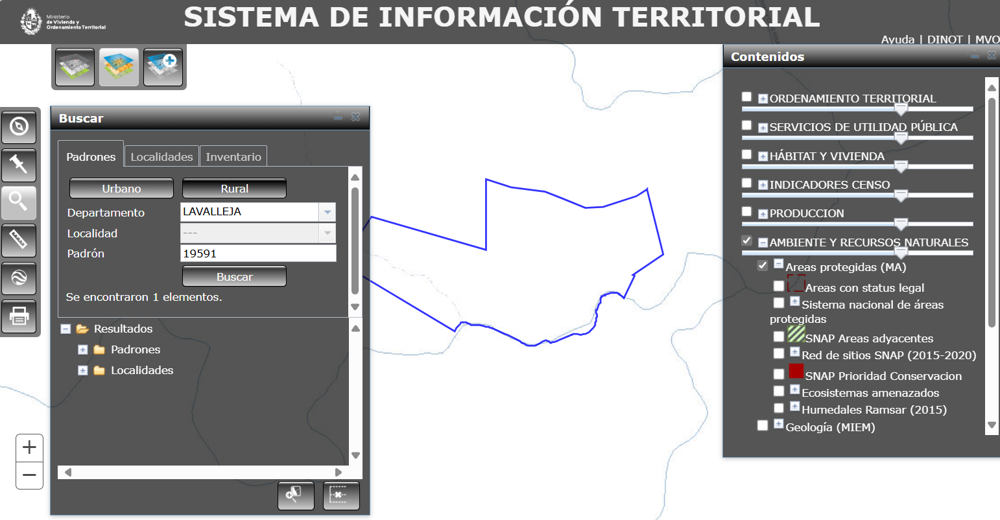 Ministerio
de Vivienda y
Ordenamiento Territorial
SISTEMA DE INFORMACIÓN TERRITORIAL
Ayuda | DINOT | MVO
Buscar
Padrones
Localidades
Inventario
Urbano
Rural
Departamento
LAVALLEJA
Localidad
---
Padrón
19591
Buscar
Se encontraron 1 elementos.
Resultados
Padrones
Localidades
+
−
Contenidos
ORDENAMIENTO TERRITORIAL
SERVICIOS DE UTILIDAD PÚBLICA
HÁBITAT Y VIVIENDA
INDICADORES CENSO
PRODUCCION
AMBIENTE Y RECURSOS NATURALES
Areas protegidas (MA)
Areas con status legal
Sistema nacional de áreas
protegidas
SNAP Areas adyacentes
Red de sitios SNAP (2015-2020)
SNAP Prioridad Conservacion
Ecosistemas amenazados
Humedales Ramsar (2015)
Geología (MIEM)